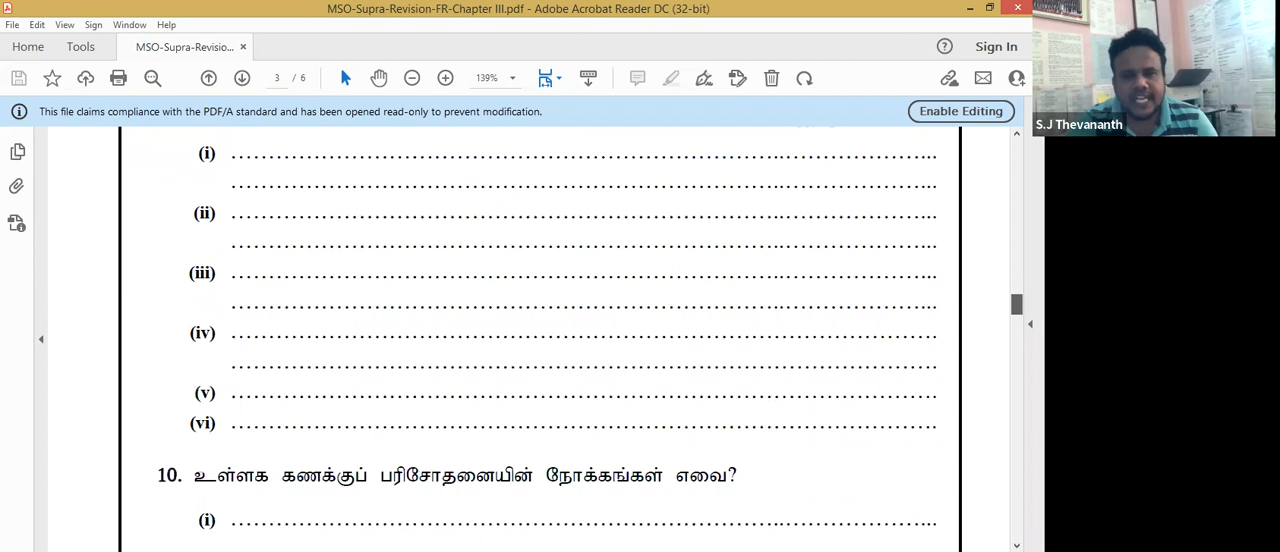 MSO-Supra-Revision-FR-Chapter III.pdf - Adobe Acrobat Reader DC (32-bit)
File Edit View Sign Window Help
Home Tools MSO-Supra-Revisio... × Sign In
3 / 6 139%
This file claims compliance with the PDF/A standard and has been opened read-only to prevent modification. Enable Editing
S.J Thevananth
(i) ........................................................................
........................................................................
(ii) ........................................................................
........................................................................
(iii) ........................................................................
........................................................................
(iv) ........................................................................
........................................................................
(v) ........................................................................
(vi) ........................................................................
10. உள்ளக கணக்குப் பரிசோதனையின் நோக்கங்கள் எவை?
(i) ........................................................................